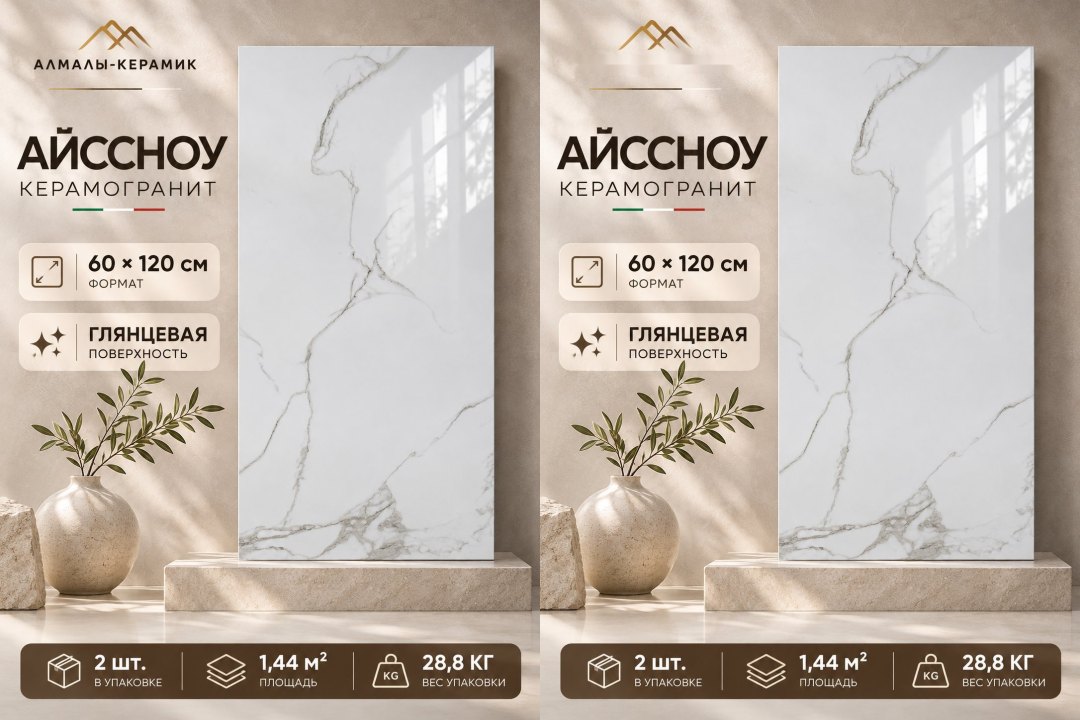 АЛМАЛЫ-КЕРАМИК
АЙССНОУ
КЕРАМОГРАНИТ
60 × 120 см
ФОРМАТ
ГЛЯНЦЕВАЯ
ПОВЕРХНОСТЬ
2 шт.
В УПАКОВКЕ
1,44 м²
ПЛОЩАДЬ
KG
28,8 КГ
ВЕС УПАКОВКИ
АЙССНОУ
КЕРАМОГРАНИТ
60 × 120 см
ФОРМАТ
ГЛЯНЦЕВАЯ
ПОВЕРХНОСТЬ
2 шт.
В УПАКОВКЕ
1,44 м²
ПЛОЩАДЬ
KG
28,8 КГ
ВЕС УПАКОВКИ